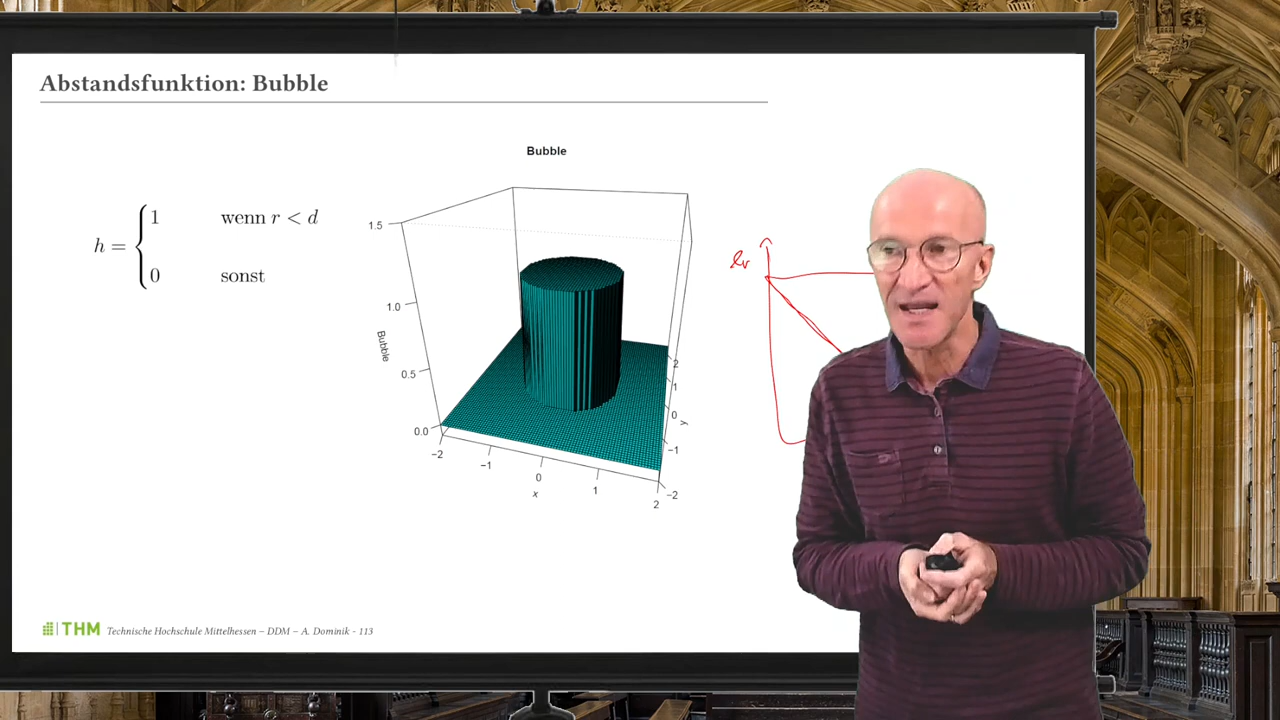 Abstandsfunktion: Bubble
Bubble
h = { 1 wenn r < d
0 sonst
1.5
1.0
0.5
0.0
Bubble
−2
−1
0
1
2
x
2
1
0
−1
−2
y
THM Technische Hochschule Mittelhessen – DDM – A. Dominik - 113